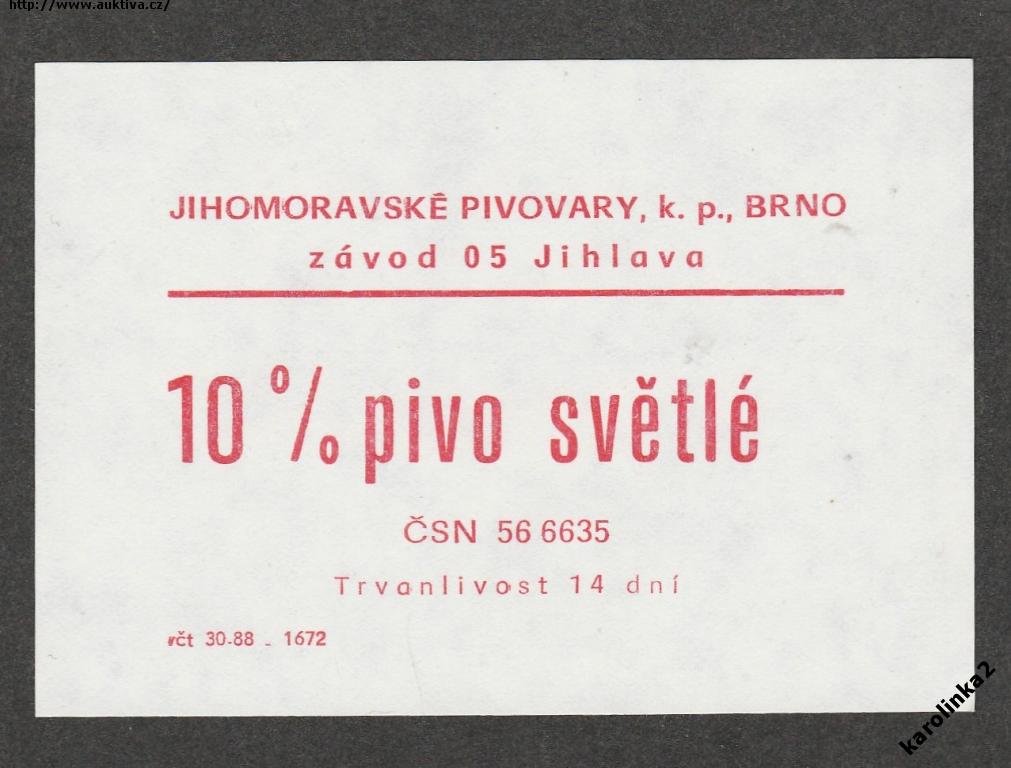 http://www.auktiva.cz/
JIHOMORAVSKÉ PIVOVARY, k. p., BRNO
závod 05 Jihlava
10 % pivo světlé
ČSN 56 6635
Trvanlivost 14 dní
rčt 30-88 - 1672
karolinka2